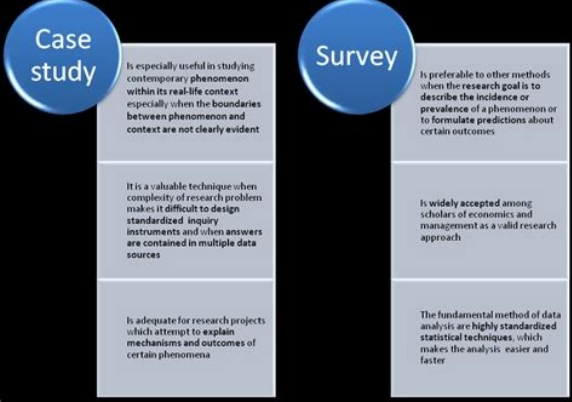 Case
study
Is especially useful in studying
contemporary phenomenon
within its real-life context
especially when the boundaries
between phenomenon and
context are not clearly evident
It is a valuable technique when
complexity of research problem
makes it difficult to design
standardized inquiry
instruments and when answers
are contained in multiple data
sources
Is adequate for research projects
which attempt to explain
mechanisms and outcomes of
certain phenomena
Survey
Is preferable to other methods
when the research goal is to
describe the incidence or
prevalence of a phenomenon or
to formulate predictions about
certain outcomes
Is widely accepted among
scholars of economics and
management as a valid research
approach
The fundamental method of data
analysis are highly standardized
statistical techniques, which
makes the analysis easier and
faster